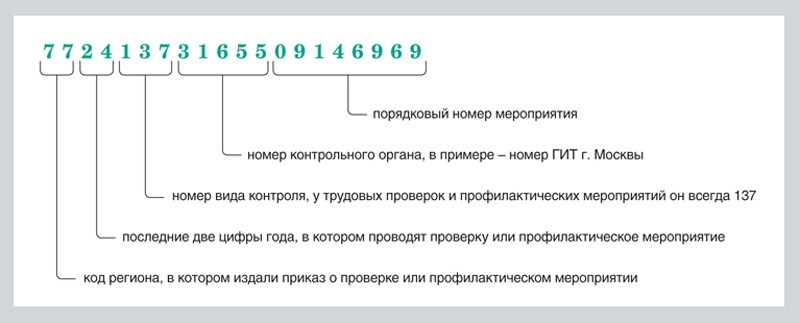 77241373165509146969
порядковый номер мероприятия
номер контрольного органа, в примере – номер ГИТ г. Москвы
номер вида контроля, у трудовых проверок и профилактических мероприятий он всегда 137
последние две цифры года, в котором проводят проверку или профилактическое мероприятие
код региона, в котором издали приказ о проверке или профилактическом мероприятии